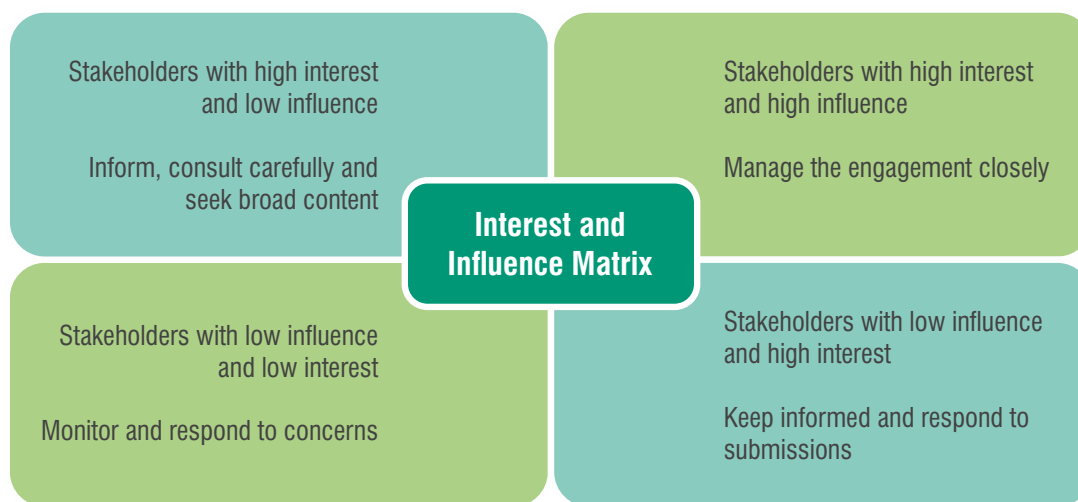 Stakeholders with high interest
and low influence
Inform, consult carefully and
seek broad content
Stakeholders with high interest
and high influence
Manage the engagement closely
Interest and
Influence Matrix
Stakeholders with low influence
and low interest
Monitor and respond to concerns
Stakeholders with low influence
and high interest
Keep informed and respond to
submissions